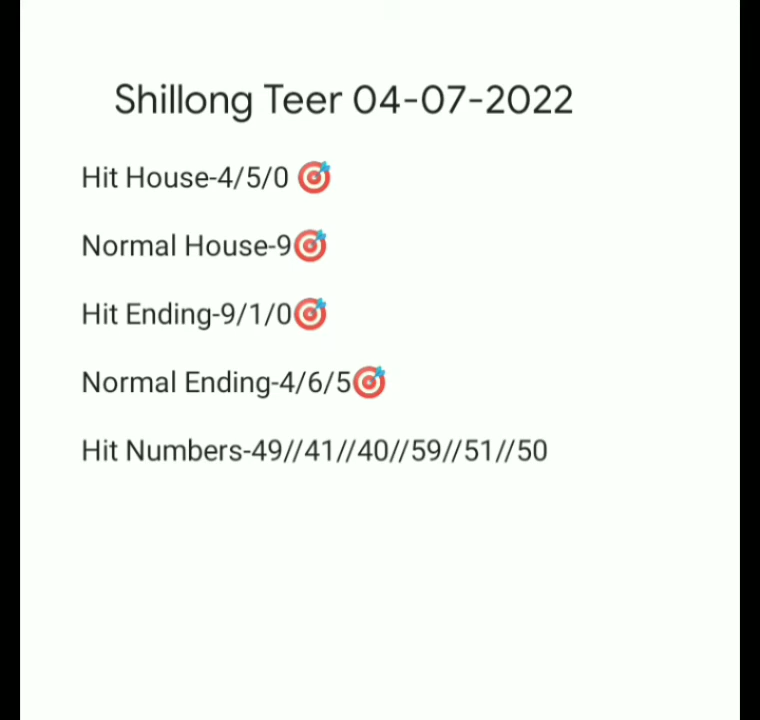 Shillong Teer 04-07-2022
Hit House-4/5/0 🎯
Normal House-9🎯
Hit Ending-9/1/0🎯
Normal Ending-4/6/5🎯
Hit Numbers-49//41//40//59//51//50